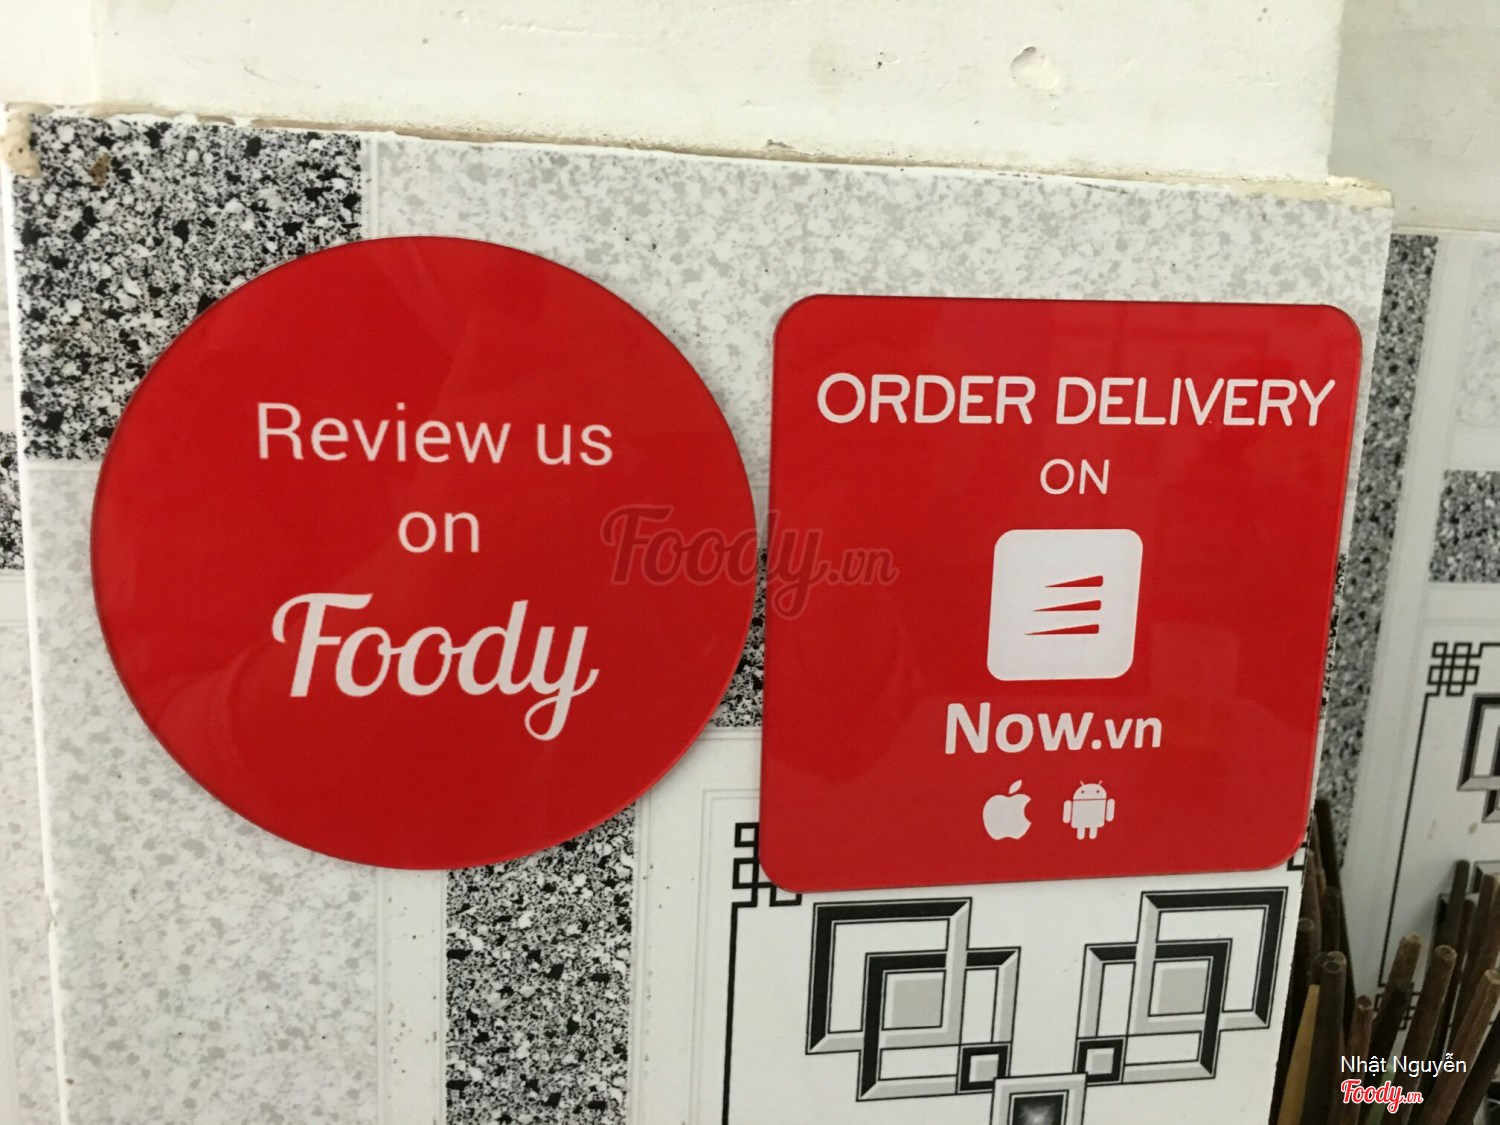 Review us
on
Foody
ORDER DELIVERY
ON
Now.vn
Foody.vn
Nhật Nguyễn
Foody.vn